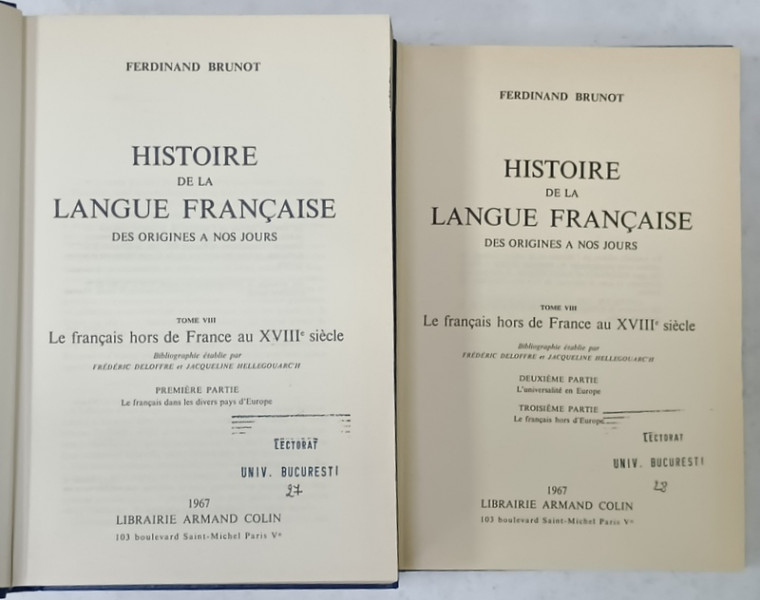 FERDINAND BRUNOT
HISTOIRE
DE LA
LANGUE FRANÇAISE
DES ORIGINES A NOS JOURS
TOME VIII
Le français hors de France au XVIIIe siècle
Bibliographie établie par
FRÉDÉRIC DELOFFRE et JACQUELINE HELLEGOUARC'H
PREMIÈRE PARTIE
Le français dans les divers pays d'Europe
LECTORAT
UNIV. BUCURESTI
27
1967
LIBRAIRIE ARMAND COLIN
103 boulevard Saint-Michel Paris Ve
FERDINAND BRUNOT
HISTOIRE
DE LA
LANGUE FRANÇAISE
DES ORIGINES A NOS JOURS
TOME VIII
Le français hors de France au XVIIIe siècle
Bibliographie établie par
FRÉDÉRIC DELOFFRE et JACQUELINE HELLEGOUARC'H
DEUXIÈME PARTIE
L'universalité en Europe
TROISIÈME PARTIE
Le français hors d'Europe
LECTORAT
UNIV. BUCURESTI
28
1967
LIBRAIRIE ARMAND COLIN
103 boulevard Saint-Michel Paris Ve